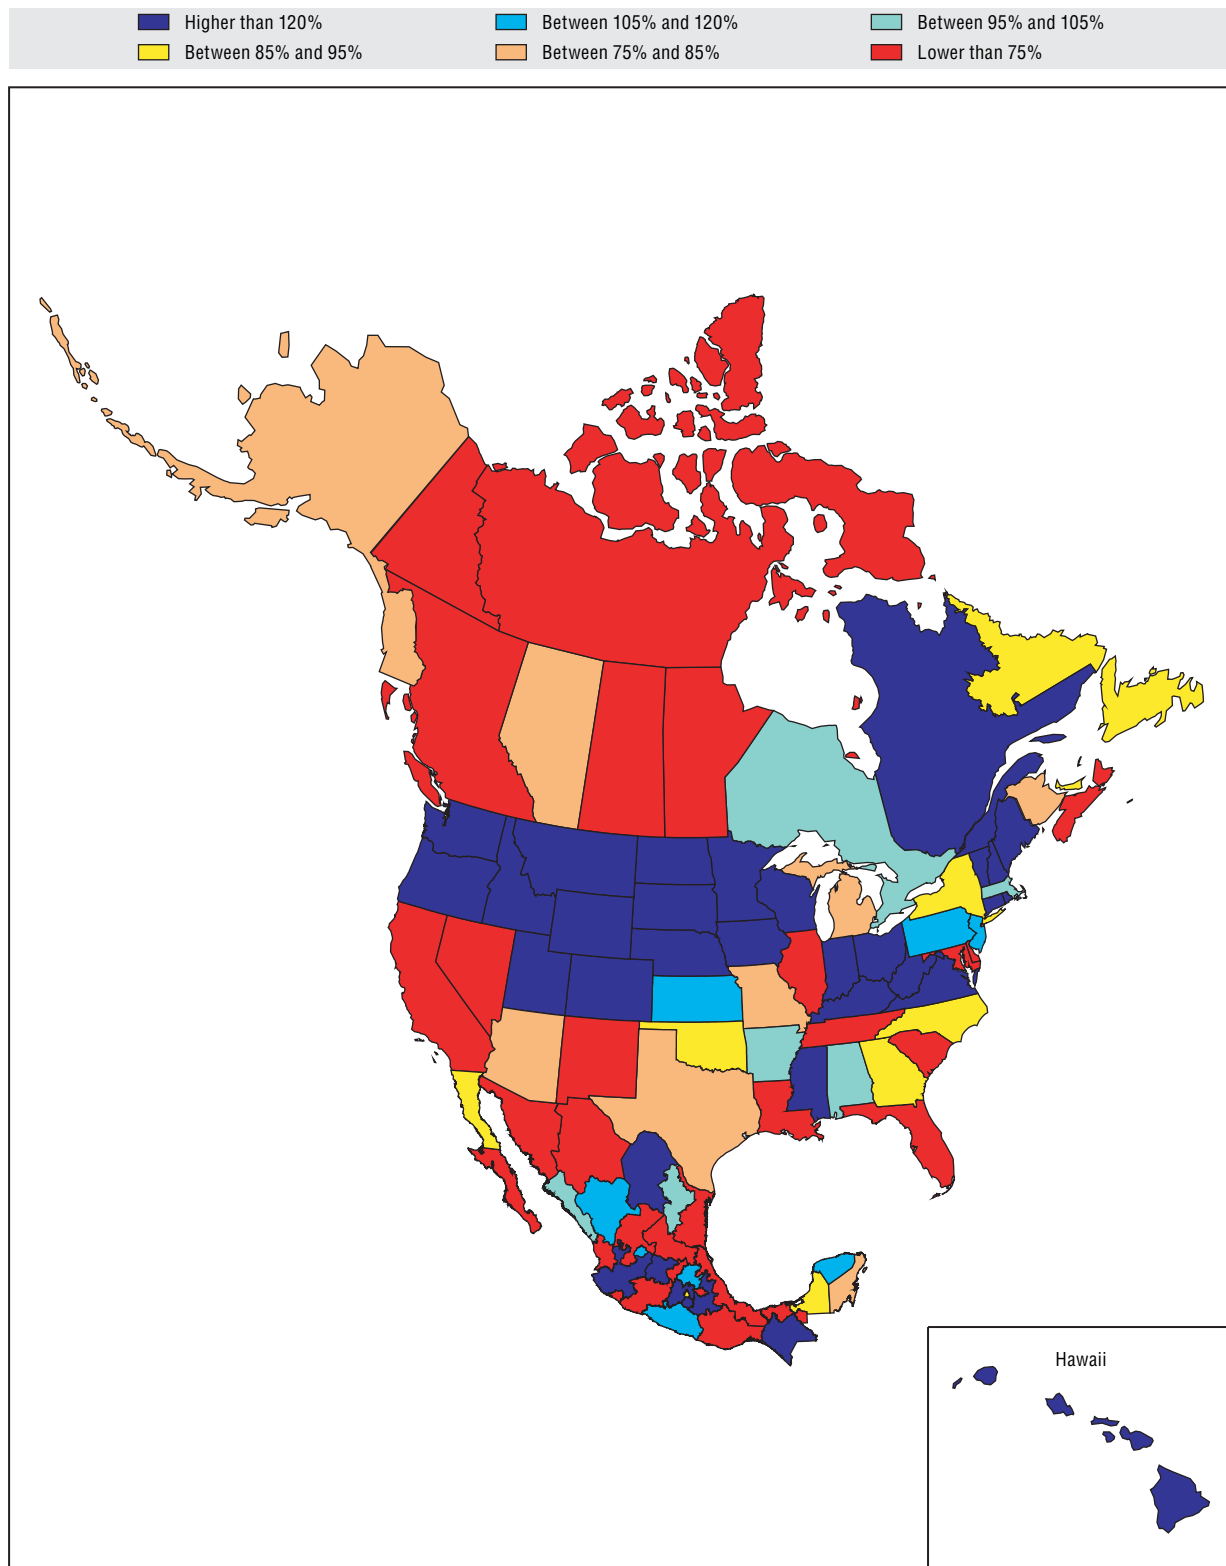 Higher than 120%
Between 105% and 120%
Between 95% and 105%
Between 85% and 95%
Between 75% and 85%
Lower than 75%
Hawaii